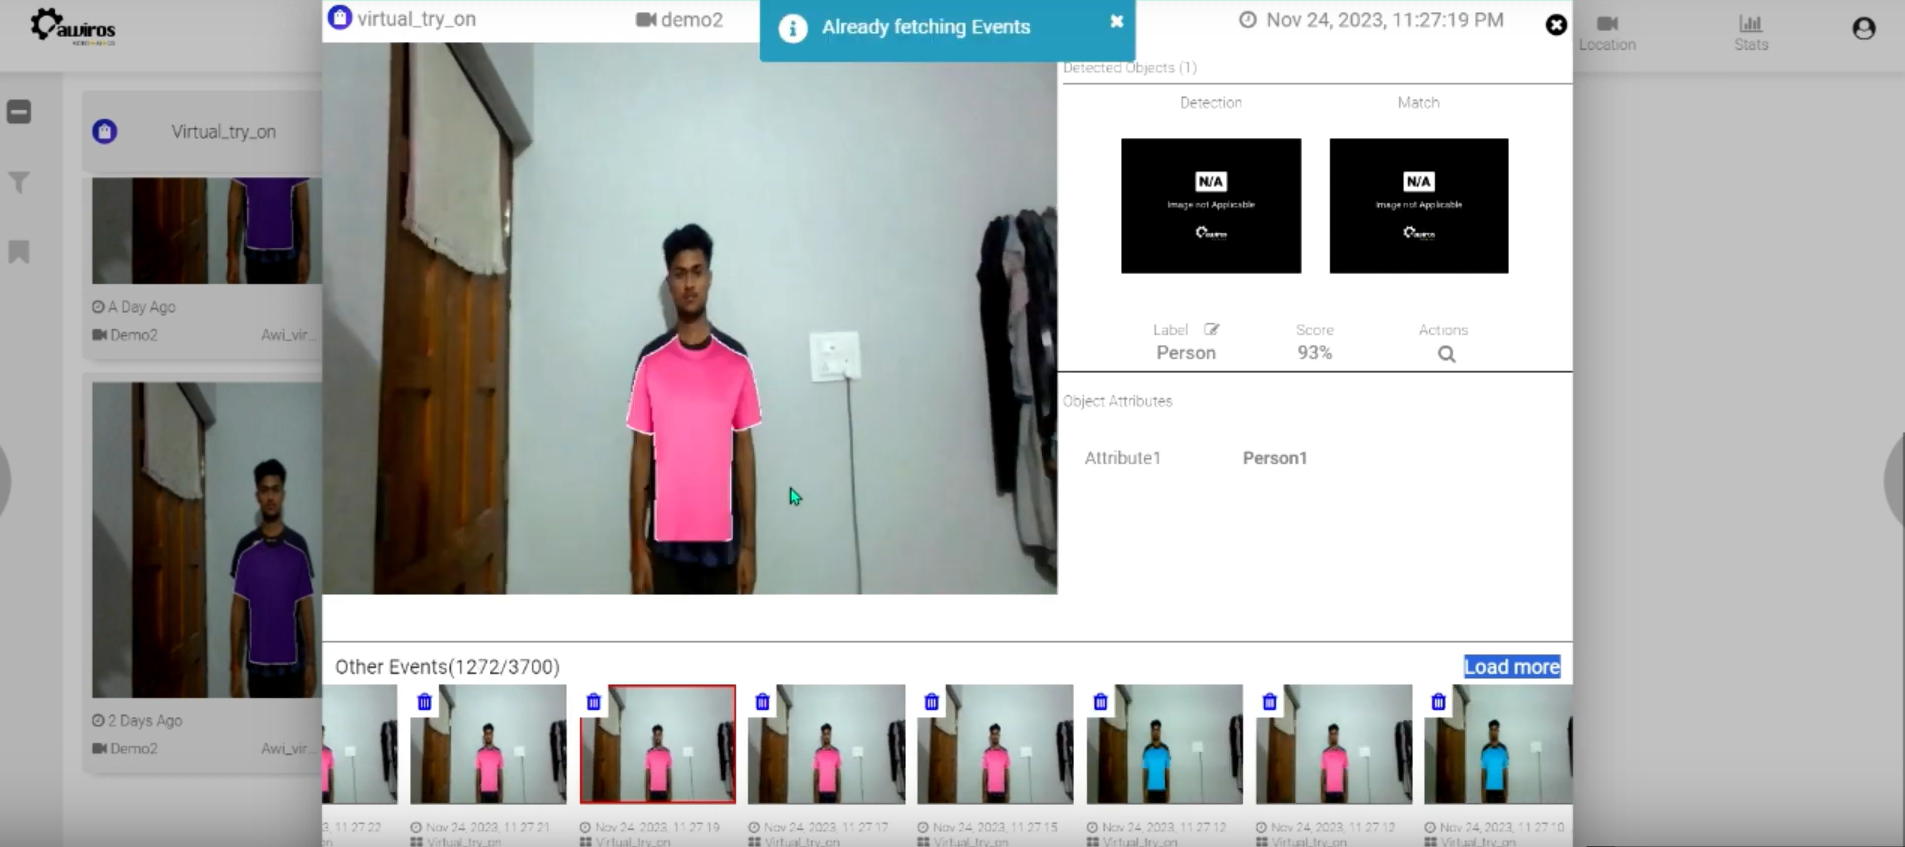 awiros
virtual_try_on
demo2
Already fetching Events
Nov 24, 2023, 11:27:19 PM
Location
Stats
Detected Objects (1)
Detection
Match
Virtual_try_on
N/A
Image not Applicable
awiros
N/A
Image not Applicable
awiros
A Day Ago
Demo2
Awi_vir...
Label
Score
Actions
Person
93%
Object Attributes
Attribute1
Person1
2 Days Ago
Demo2
Awi_vir...
Other Events(1272/3700)
Load more
3, 11:27:22
Nov 24, 2023, 11:27:21
Nov 24, 2023, 11:27:19
Nov 24, 2023, 11:27:17
Nov 24, 2023, 11:27:15
Nov 24, 2023, 11:27:12
Nov 24, 2023, 11:27:12
Nov 24, 2023, 11:27:10
on
Virtual_try_on
Virtual_try_on
Virtual_try_on
Virtual_try_on
Virtual_try_on
Virtual_try_on
Virtual_try_on